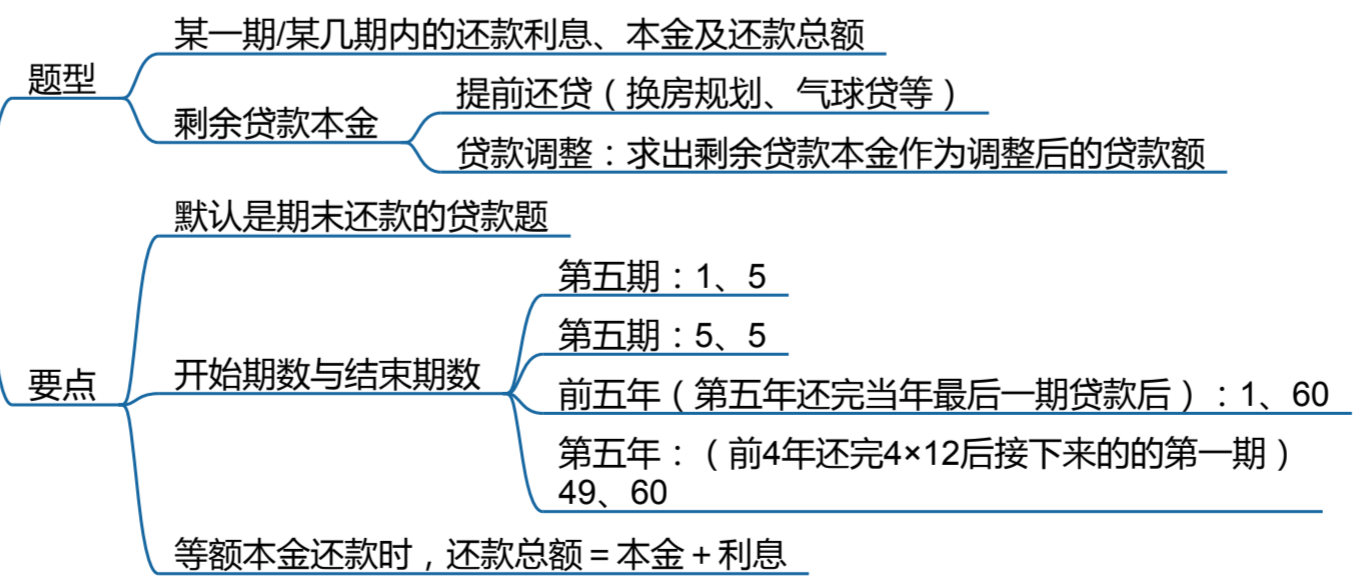 某一期/某几期内的还款利息、本金及还款总额
题型
提前还贷（换房规划、气球贷等）
剩余贷款本金
贷款调整：求出剩余贷款本金作为调整后的贷款额
默认是期末还款的贷款题
第五期：1、5
第五期：5、5
开始期数与结束期数
要点
前五年（第五年还完当年最后一期贷款后）：1、60
第五年：（前4年还完4×12后接下来的的第一期）
49、60
等额本金还款时，还款总额＝本金＋利息